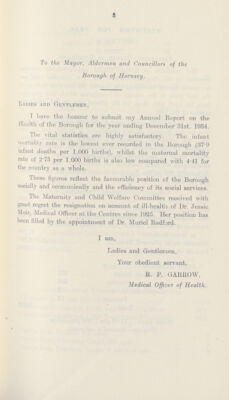 5
To the Mayor, Aldermen and Councillors of the
Borough of Hornsey.
LADIES AND GENTLEMEN,
I have the honour to submit my Annual Report on the
Health of the Borough for the year ending December 31st, 1934.
The vital statistics are highly satisfactory. The infant
mortality rate is the lowest ever recorded in the Borough (37·9
infant deaths per 1,000 births), whilst the maternal mortality
rate of 2·75 per 1,000 births is also low compared with 4·41 for
the country as a whole.
These figures reflect the favourable position of the Borough
socially and economically and the efficiency of its social services.
The Maternity and Child Welfare Committee received with
great regret the resignation on account of ill-health of Dr. Jessie
Muir, Medical Officer at the Centres since 1925. Her position has
been filled by the appointment of Dr. Muriel Radford.
I am,
Ladies and Gentlemen,
Your obedient servant,
R. P. GARROW,
Medical Officer of Health.